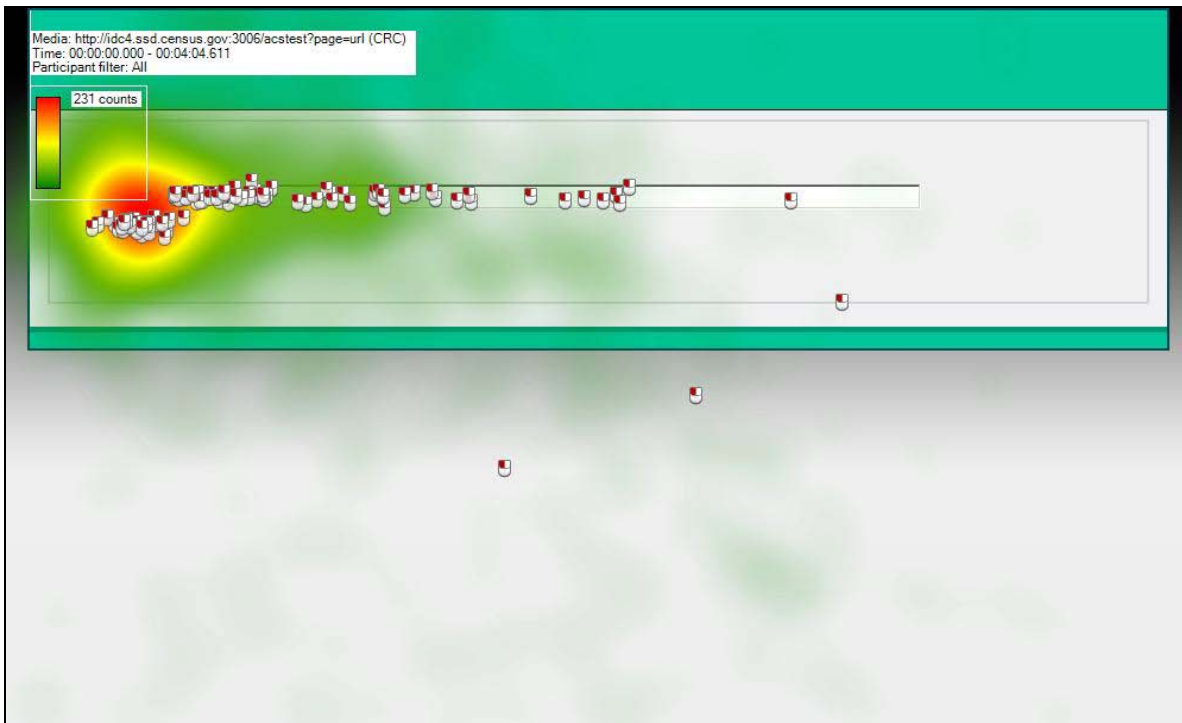 Media: http://idc4.ssd.census.gov:3006/acstest?page=url (CRC)
Time: 00:00:00.000 - 00:04:04.611
Participant filter: All
231 counts